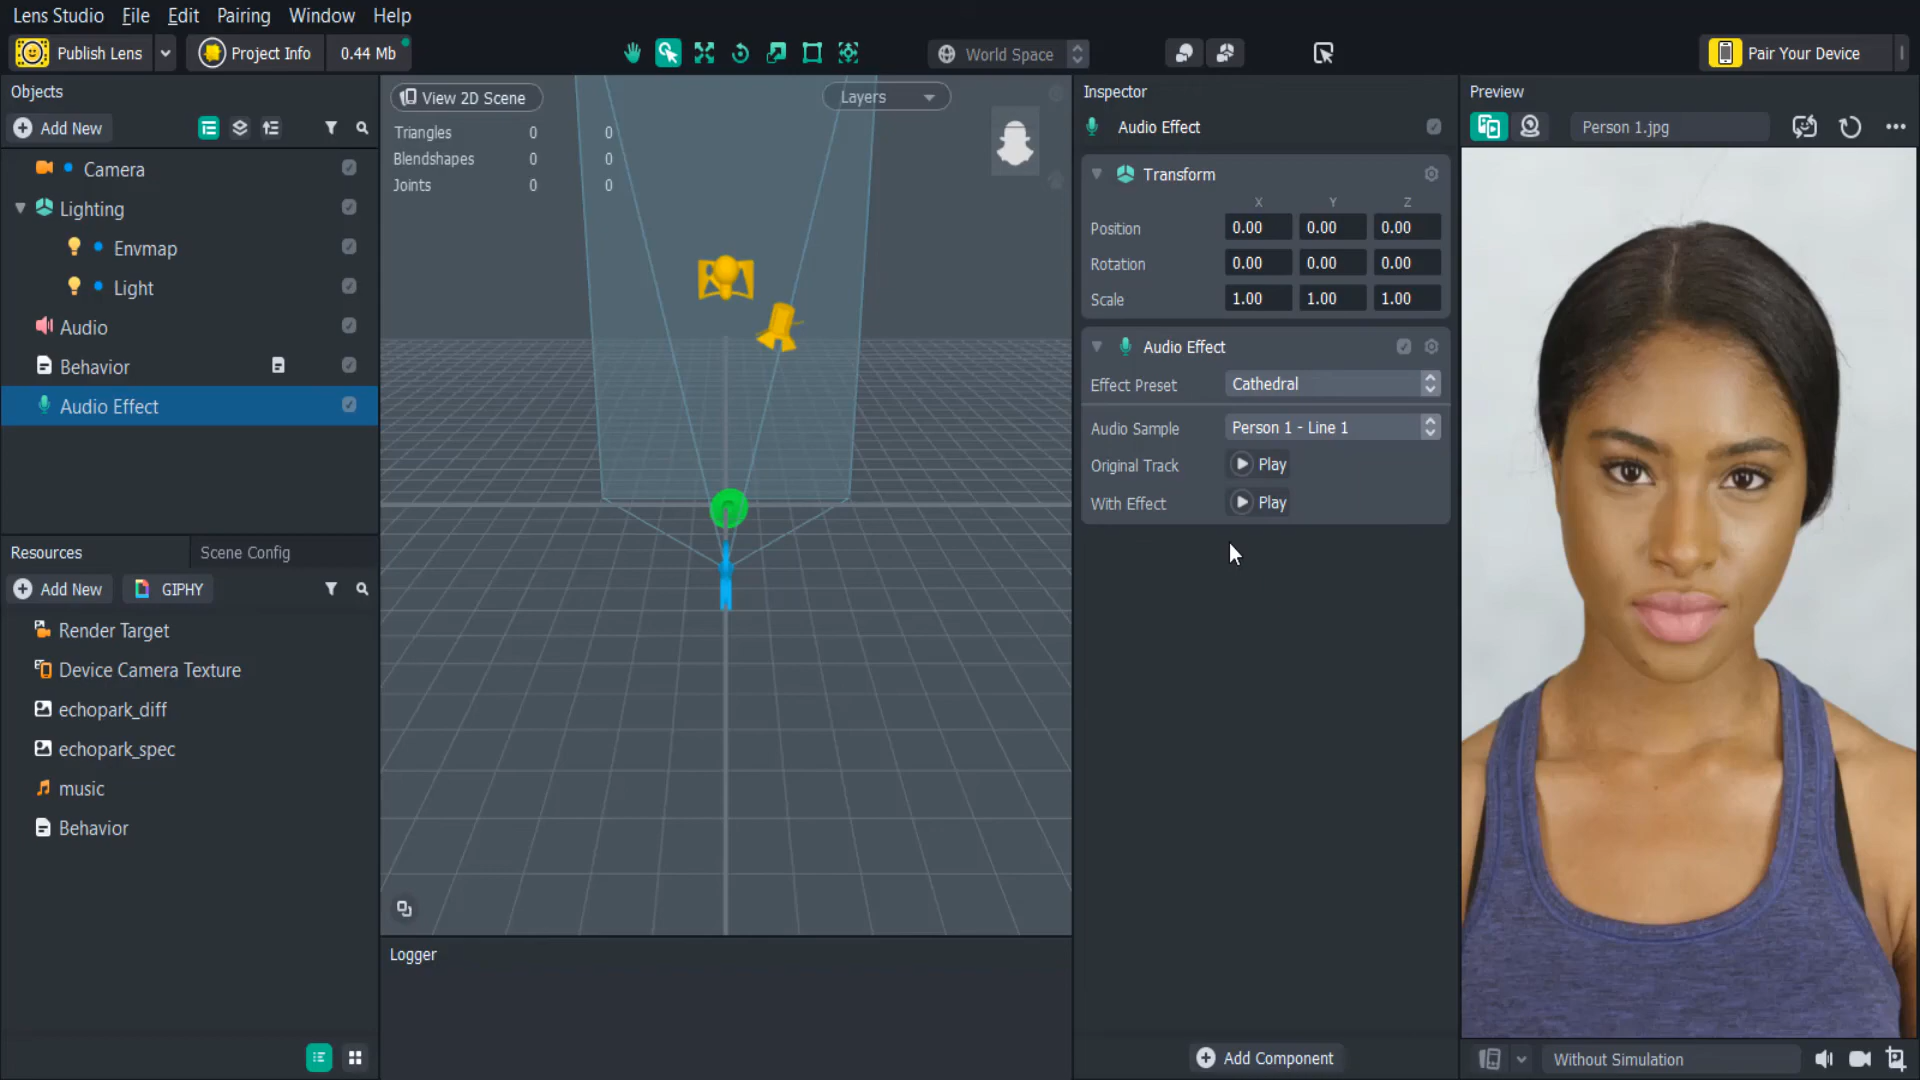 Lens Studio File Edit Pairing Window Help
Publish Lens Project Info 0.44 Mb World Space Pair Your Device
Objects
Add New
Camera
Lighting
Envmap
Light
Audio
Behavior
Audio Effect
Resources Scene Config
Add New GIPHY
Render Target
Device Camera Texture
echopark_diff
echopark_spec
music
Behavior
View 2D Scene Layers
Triangles 0 0
Blendshapes 0 0
Joints 0 0
Logger
Inspector
Audio Effect
Transform
X Y Z
Position 0.00 0.00 0.00
Rotation 0.00 0.00 0.00
Scale 1.00 1.00 1.00
Audio Effect
Effect Preset Cathedral
Audio Sample Person 1 - Line 1
Original Track Play
With Effect Play
Add Component
Preview
Person 1.jpg
Without Simulation